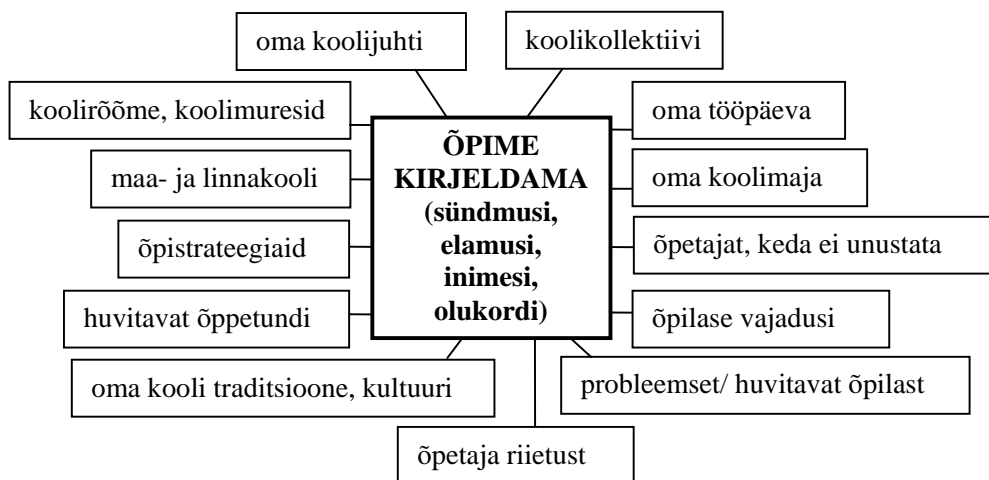 oma koolijuhti
koolikollektiivi
koolirõõme, koolimuresid
oma tööpäeva
ÕPIME
KIRJELDAMA
(sündmusi,
elamusi,
inimesi,
olukordi)
maa- ja linnakooli
oma koolimaja
õpistrateegiaid
õpetajat, keda ei unustata
huvitavat õppetundi
õpilase vajadusi
oma kooli traditsioone, kultuuri
probleemset/ huvitavat õpilast
õpetaja riietust